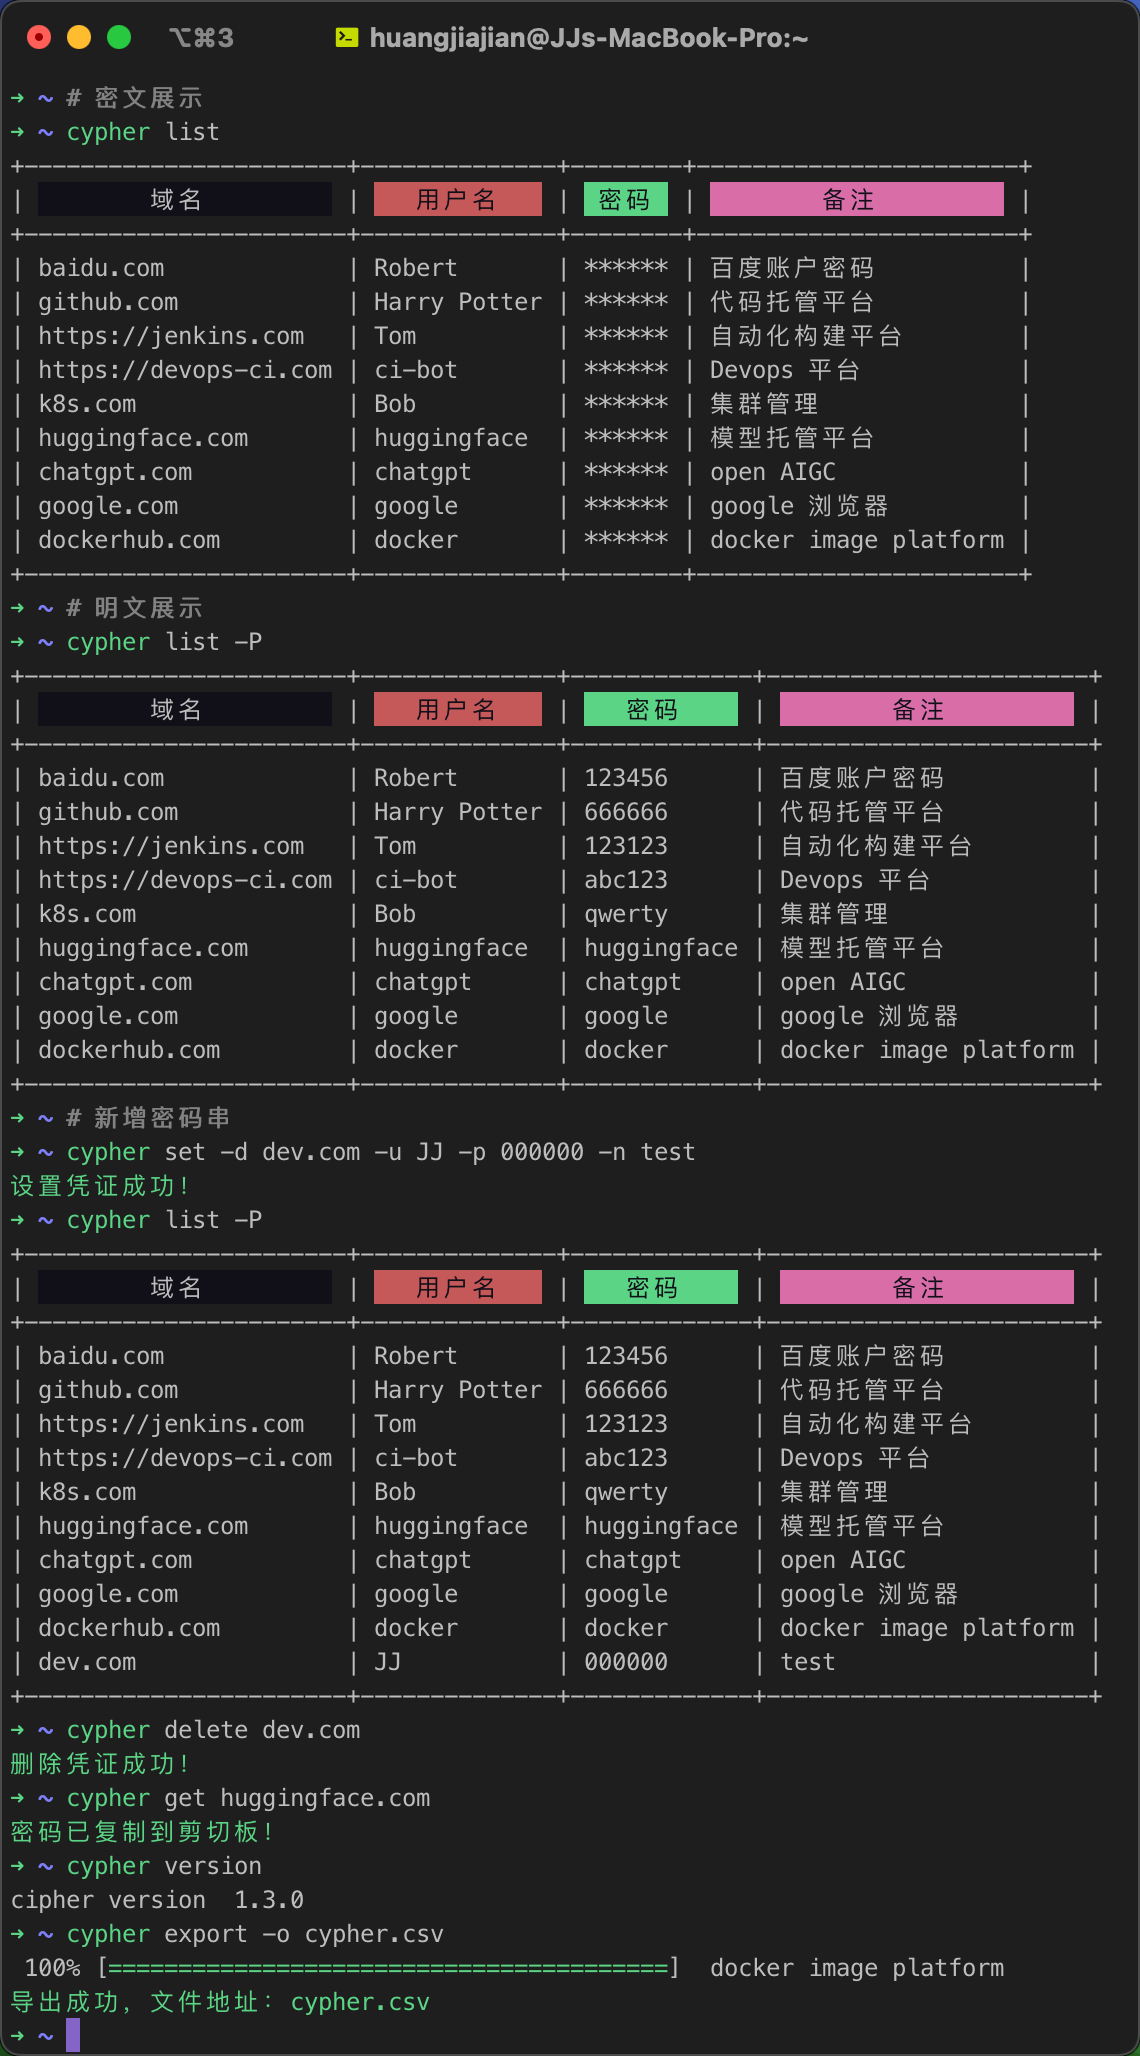 ⌥⌘3 huangjiajian@JJs-MacBook-Pro:~
➜ ~ # 密文展示
➜ ~ cypher list
+-----------------------+--------------+--------+-----------------------+
| 域名 | 用户名 | 密码 | 备注 |
+-----------------------+--------------+--------+-----------------------+
| baidu.com | Robert | ****** | 百度账户密码 |
| github.com | Harry Potter | ****** | 代码托管平台 |
| https://jenkins.com | Tom | ****** | 自动化构建平台 |
| https://devops-ci.com | ci-bot | ****** | Devops 平台 |
| k8s.com | Bob | ****** | 集群管理 |
| huggingface.com | huggingface | ****** | 模型托管平台 |
| chatgpt.com | chatgpt | ****** | open AIGC |
| google.com | google | ****** | google 浏览器 |
| dockerhub.com | docker | ****** | docker image platform |
+-----------------------+--------------+--------+-----------------------+
➜ ~ # 明文展示
➜ ~ cypher list -P
+-----------------------+--------------+-------------+-----------------------+
| 域名 | 用户名 | 密码 | 备注 |
+-----------------------+--------------+-------------+-----------------------+
| baidu.com | Robert | 123456 | 百度账户密码 |
| github.com | Harry Potter | 666666 | 代码托管平台 |
| https://jenkins.com | Tom | 123123 | 自动化构建平台 |
| https://devops-ci.com | ci-bot | abc123 | Devops 平台 |
| k8s.com | Bob | qwerty | 集群管理 |
| huggingface.com | huggingface | huggingface | 模型托管平台 |
| chatgpt.com | chatgpt | chatgpt | open AIGC |
| google.com | google | google | google 浏览器 |
| dockerhub.com | docker | docker | docker image platform |
+-----------------------+--------------+-------------+-----------------------+
➜ ~ # 新增密码串
➜ ~ cypher set -d dev.com -u JJ -p 000000 -n test
设置凭证成功!
➜ ~ cypher list -P
+-----------------------+--------------+-------------+-----------------------+
| 域名 | 用户名 | 密码 | 备注 |
+-----------------------+--------------+-------------+-----------------------+
| baidu.com | Robert | 123456 | 百度账户密码 |
| github.com | Harry Potter | 666666 | 代码托管平台 |
| https://jenkins.com | Tom | 123123 | 自动化构建平台 |
| https://devops-ci.com | ci-bot | abc123 | Devops 平台 |
| k8s.com | Bob | qwerty | 集群管理 |
| huggingface.com | huggingface | huggingface | 模型托管平台 |
| chatgpt.com | chatgpt | chatgpt | open AIGC |
| google.com | google | google | google 浏览器 |
| dockerhub.com | docker | docker | docker image platform |
| dev.com | JJ | 000000 | test |
+-----------------------+--------------+-------------+-----------------------+
➜ ~ cypher delete dev.com
删除凭证成功!
➜ ~ cypher get huggingface.com
密码已复制到剪切板!
➜ ~ cypher version
cipher version  1.3.0
➜ ~ cypher export -o cypher.csv
100% [========================================]  docker image platform
导出成功, 文件地址: cypher.csv
➜ ~